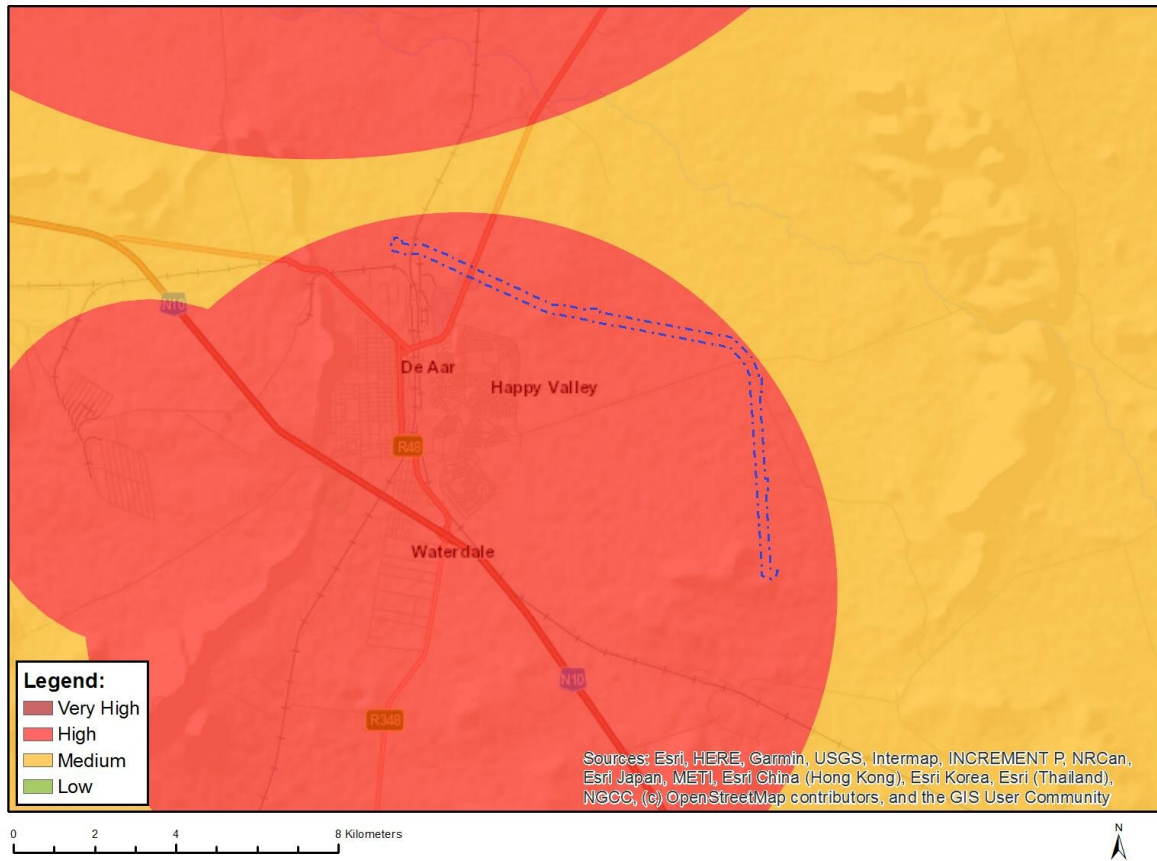 N10
De Aar
Happy Valley
R48
Waterdale
N10
R348
Legend:
Very High
High
Medium
Low
Sources: Esri, HERE, Garmin, USGS, Intermap, INCREMENT P, NRCan,
Esri Japan, METI, Esri China (Hong Kong), Esri Korea, Esri (Thailand),
NGCC, (c) OpenStreetMap contributors, and the GIS User Community
0 2 4 8 Kilometers
N